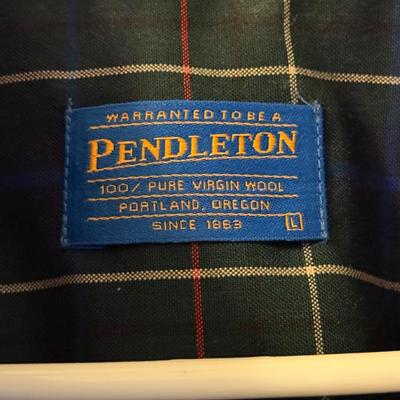 WARRANTED TO BE A
PENDLETON
100% PURE VIRGIN WOOL
PORTLAND, OREGON
SINCE 1863 L